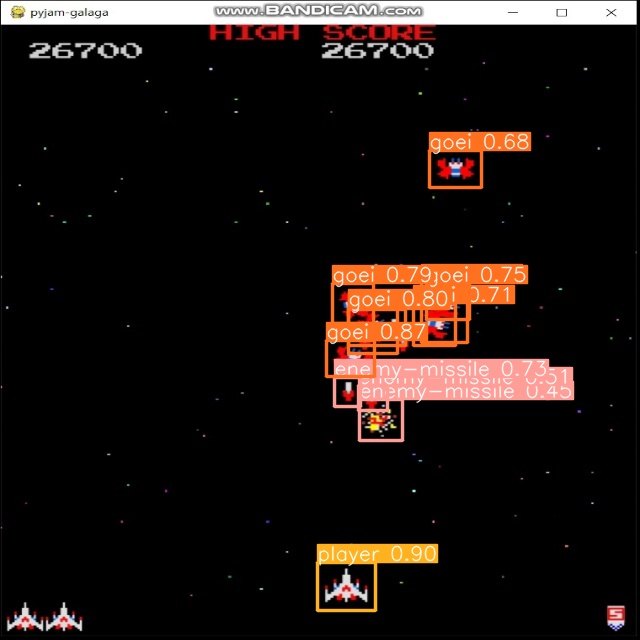 pyjam-galaga
www.BANDICAM.com
HIGH SCORE
26700
26700
goei 0.68
goei 0.79
goei 0.75
goei 0.80
0.71
goei 0.87
enemy-missile 0.73
enemy-missile 0.51
enemy-missile 0.45
player 0.90
5